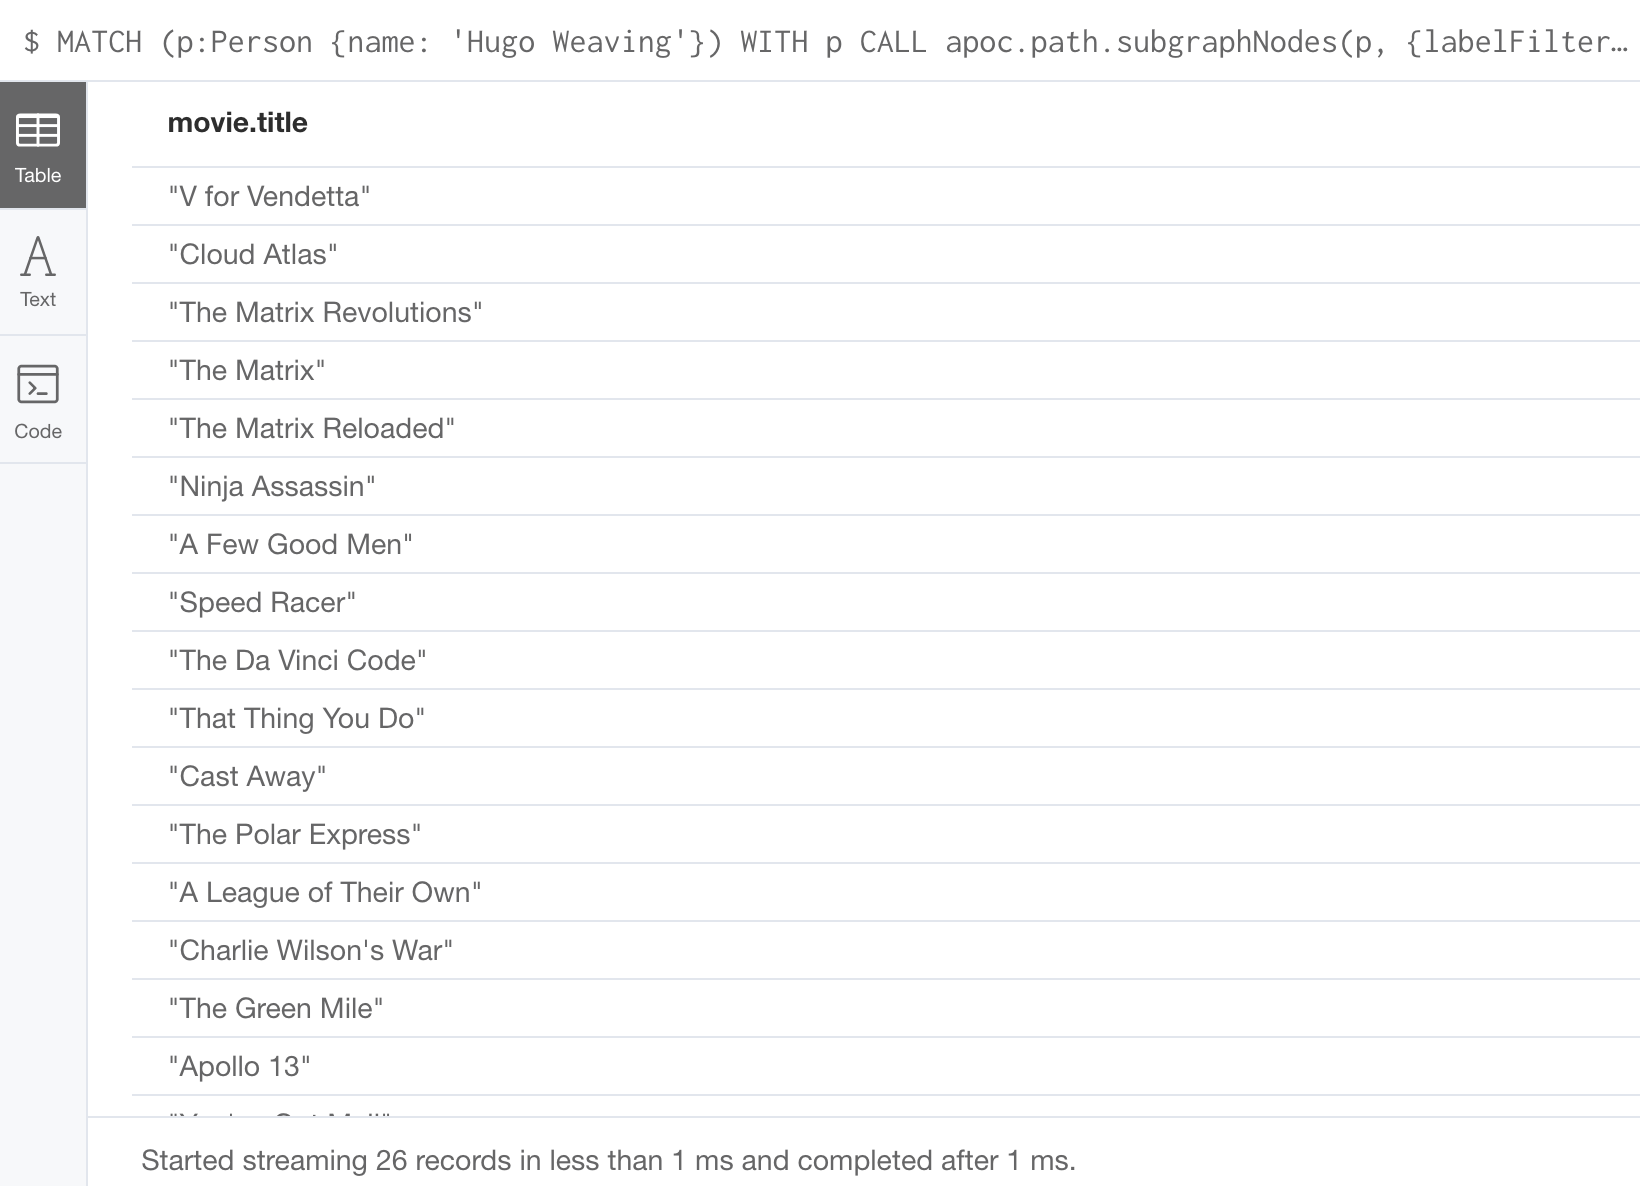 $ MATCH (p:Person {name: 'Hugo Weaving'}) WITH p CALL apoc.path.subgraphNodes(p, {labelFilter…
Table
Text
Code
movie.title
"V for Vendetta"
"Cloud Atlas"
"The Matrix Revolutions"
"The Matrix"
"The Matrix Reloaded"
"Ninja Assassin"
"A Few Good Men"
"Speed Racer"
"The Da Vinci Code"
"That Thing You Do"
"Cast Away"
"The Polar Express"
"A League of Their Own"
"Charlie Wilson's War"
"The Green Mile"
"Apollo 13"
Started streaming 26 records in less than 1 ms and completed after 1 ms.